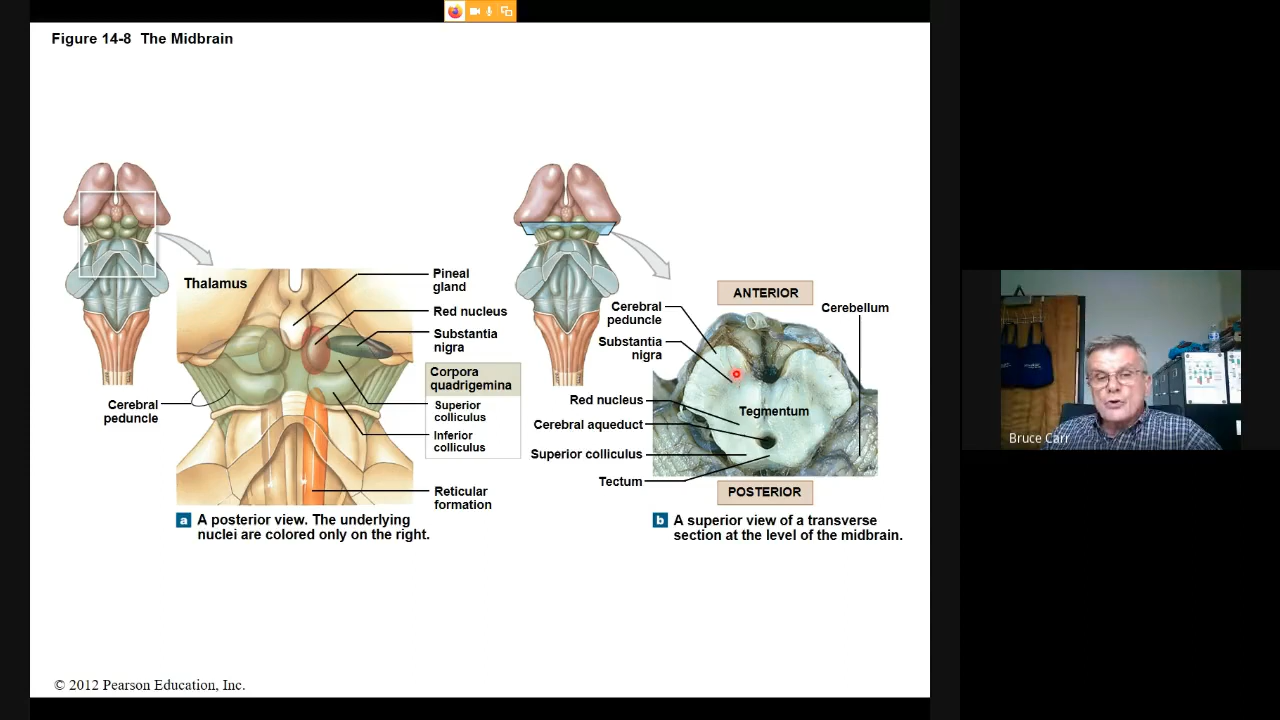 Figure 14-8 The Midbrain
Thalamus
Pineal
gland
Red nucleus
Substantia
nigra
Corpora
quadrigemina
Superior
colliculus
Inferior
colliculus
Cerebral
peduncle
Reticular
formation
a A posterior view. The underlying
nuclei are colored only on the right.
ANTERIOR
Cerebral
peduncle
Cerebellum
Substantia
nigra
Red nucleus
Tegmentum
Cerebral aqueduct
Superior colliculus
Tectum
POSTERIOR
b A superior view of a transverse
section at the level of the midbrain.
Bruce Carr
© 2012 Pearson Education, Inc.